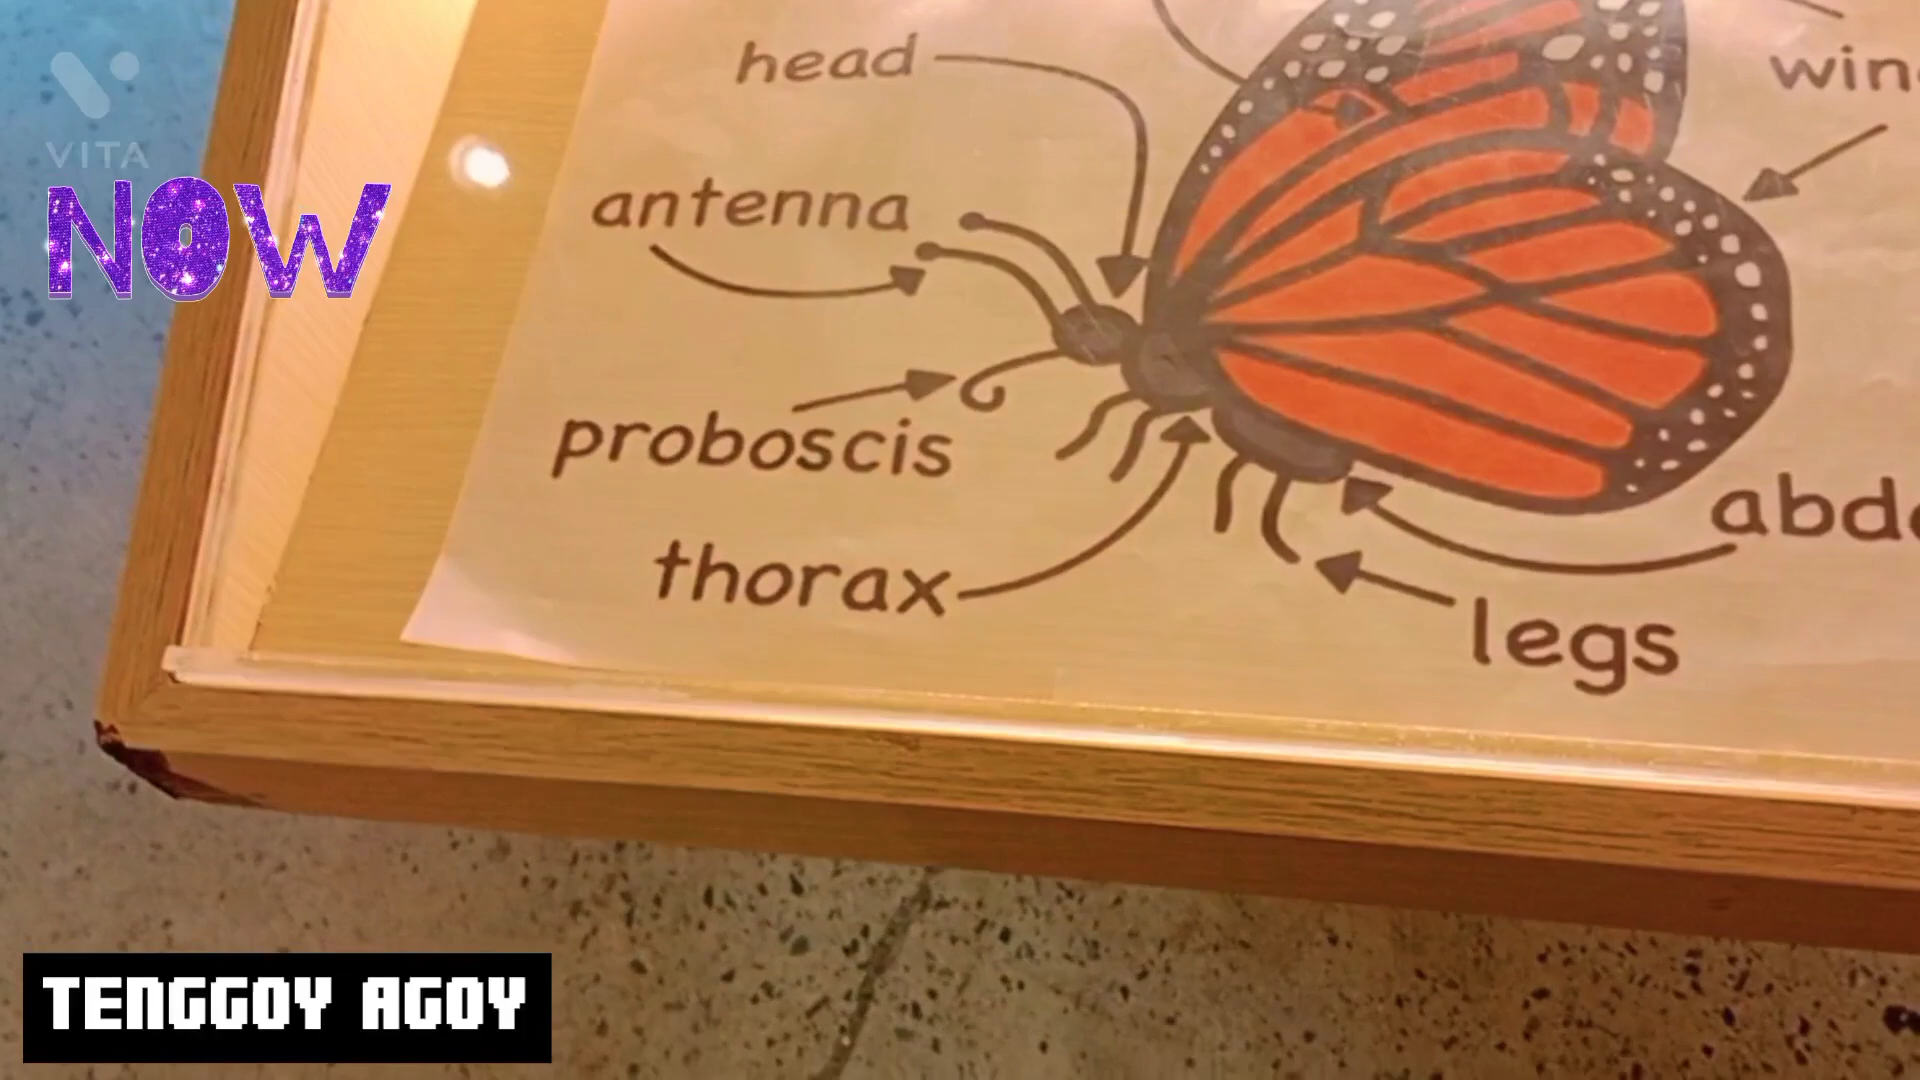 VITA
NOW
head
antenna
proboscis
thorax
legs
TENGGOY AGOY